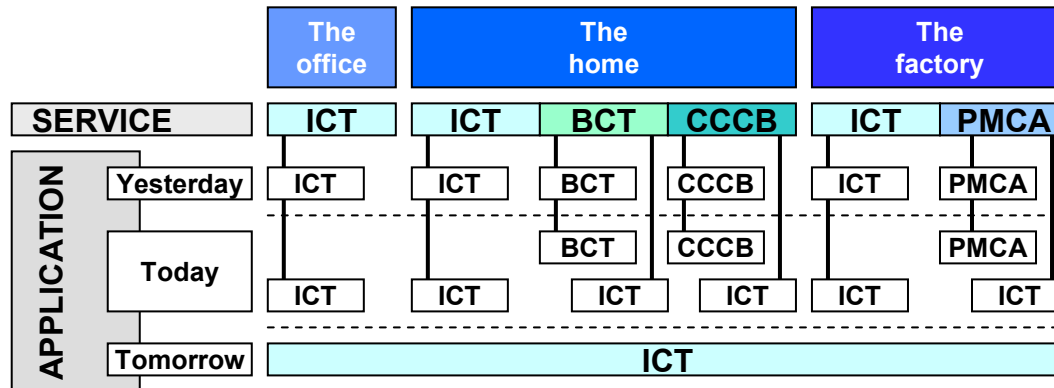 The office
The home
The factory
SERVICE
ICT
ICT
BCT
CCCB
ICT
PMCA
APPLICATION
Yesterday
ICT
ICT
BCT
CCCB
ICT
PMCA
Today
BCT
CCCB
PMCA
ICT
ICT
ICT
ICT
ICT
ICT
Tomorrow
ICT